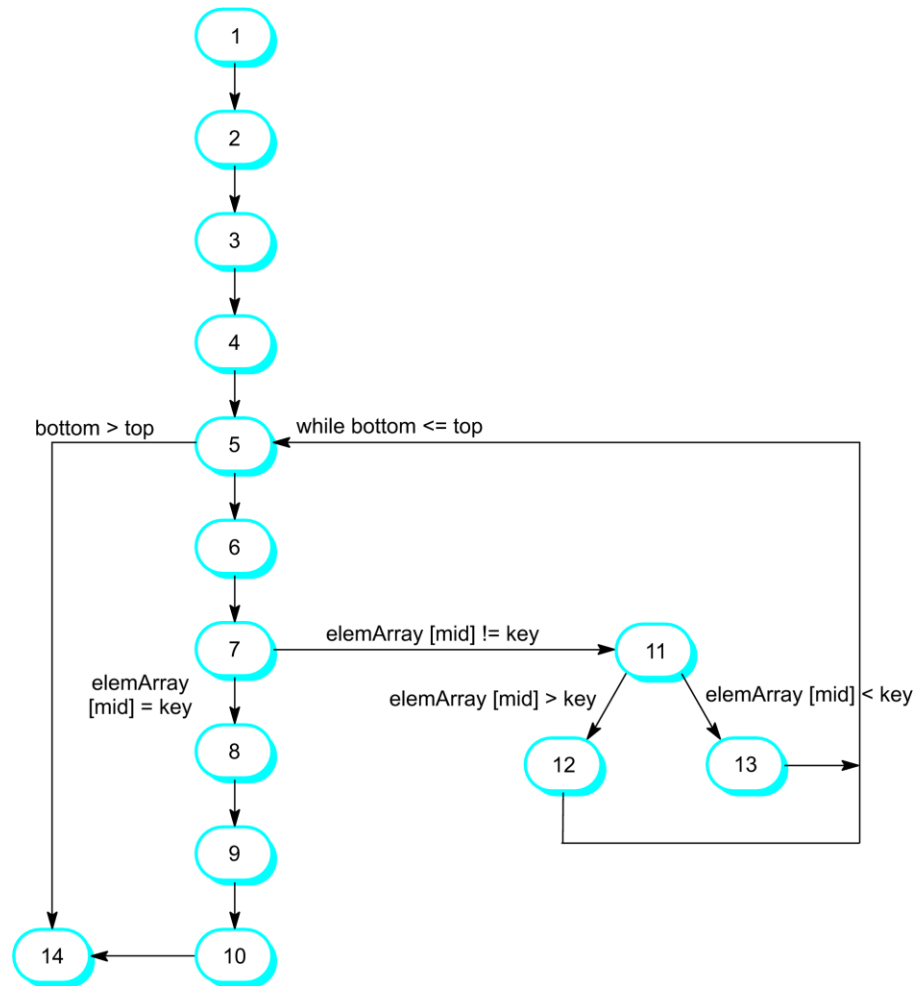 1
2
3
4
bottom > top
while bottom <= top
5
6
7
elemArray [mid] != key
11
elemArray
[mid] = key
elemArray [mid] > key
elemArray [mid] < key
8
12
13
9
14
10